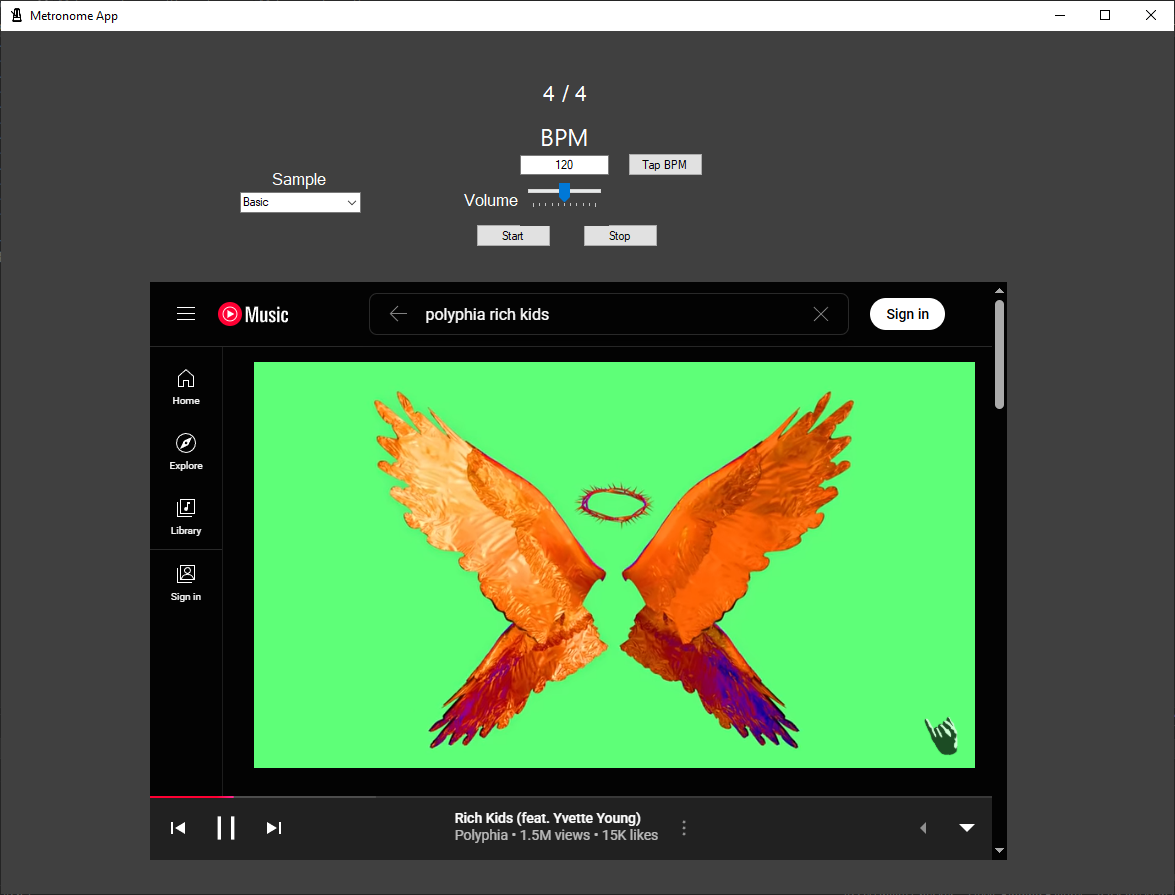 Metronome App
4 / 4
BPM
120
Tap BPM
Sample
Basic
Volume
Start
Stop
Music
polyphia rich kids
Sign in
Home
Explore
Library
Sign in
Rich Kids (feat. Yvette Young)
Polyphia • 1.5M views • 15K likes